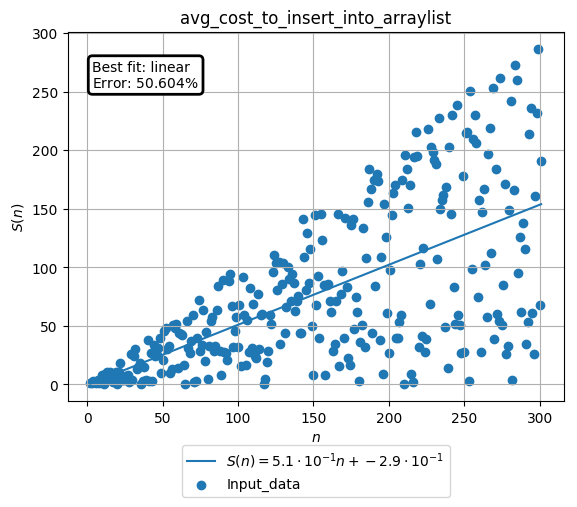 avg_cost_to_insert_into_arraylist
Best fit: linear
Error: 50.604%
300
250
200
150
100
50
0
S(n)
0 50 100 150 200 250 300
n
S(n) = 5.1 · 10⁻¹n + −2.9 · 10⁻¹
Input_data